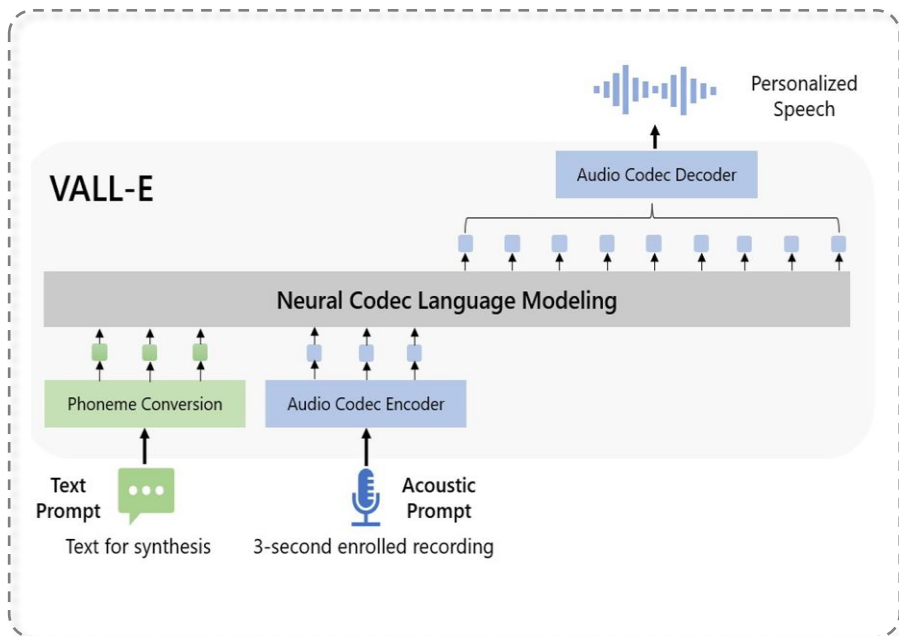 Personalized
Speech
Audio Codec Decoder
VALL-E
Neural Codec Language Modeling
Phoneme Conversion
Audio Codec Encoder
Text
Prompt
Text for synthesis
Acoustic
Prompt
3-second enrolled recording